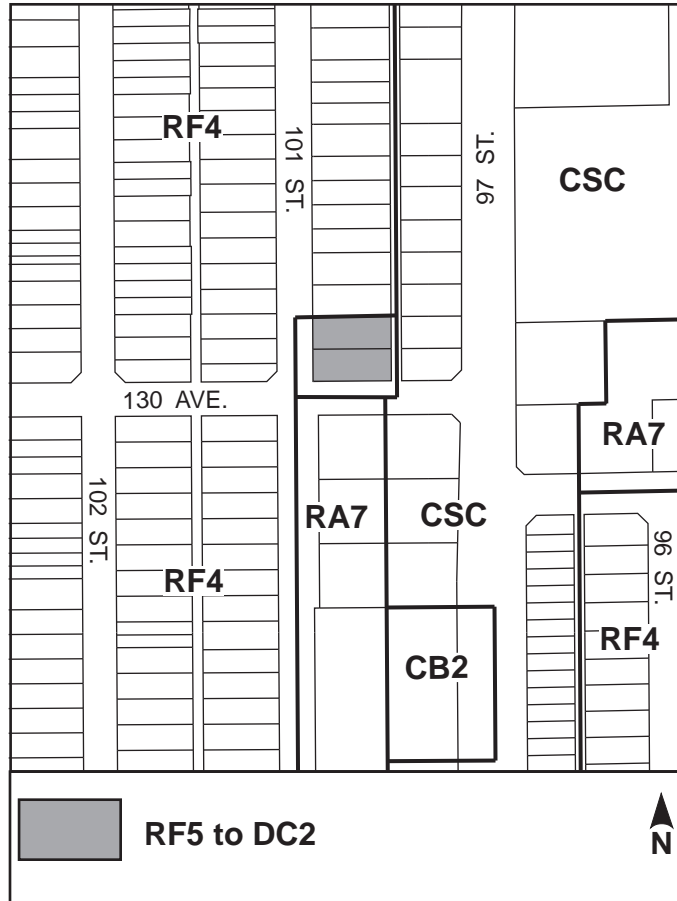 RF4
101 ST.
97 ST.
CSC
130 AVE.
RA7
102 ST.
RA7
CSC
96 ST.
RF4
RF4
CB2
RF5 to DC2
N